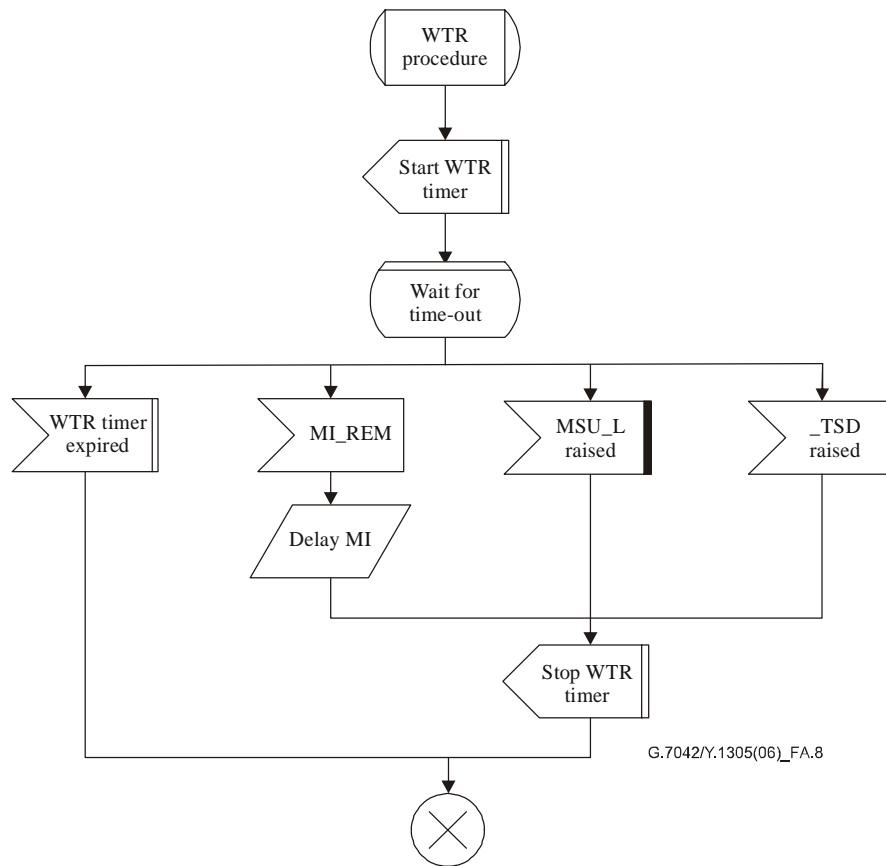 WTR
procedure
Start WTR
timer
Wait for
time-out
WTR timer
expired
MI_REM
MSU_L
raised
_TSD
raised
Delay MI
Stop WTR
timer
G.7042/Y.1305(06)_FA.8